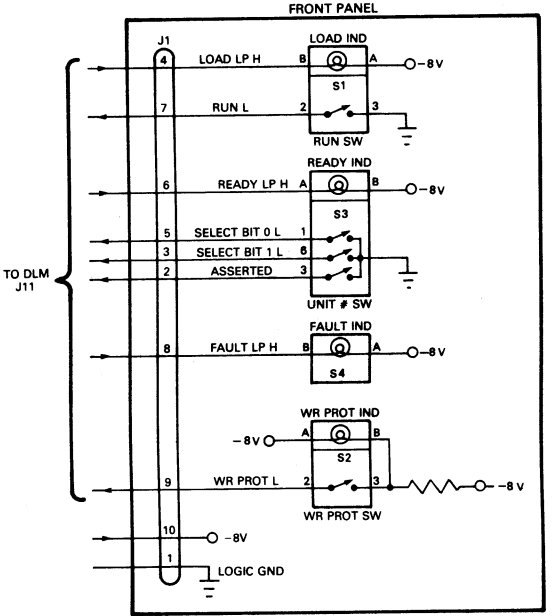 FRONT PANEL
J1
LOAD IND
4 LOAD LP H B A -8V
S1
7 RUN L 2 3
RUN SW
READY IND
6 READY LP H A B -8V
S3
5 SELECT BIT 0 L 1
3 SELECT BIT 1 L 6
2 ASSERTED 3
TO DLM
J11
UNIT # SW
FAULT IND
8 FAULT LP H B A -8V
S4
WR PROT IND
-8V A B
S2
9 WR PROT L 2 3 -8V
WR PROT SW
10 -8V
1 LOGIC GND